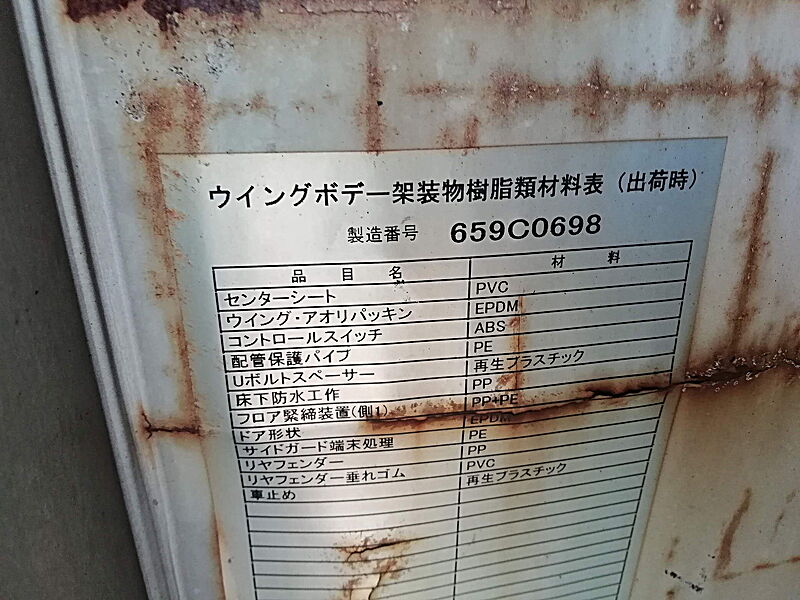 ウイングボデー架装物樹脂類材料表（出荷時）
製造番号 659C0698
品 目 名 材 料
センターシート PVC
ウイング・アオリパッキン EPDM
コントロールスイッチ ABS
配管保護パイプ PE
Uボルトスペーサー 再生プラスチック
床下防水工作 PP
フロア緊締装置(側1) PP+PE
ドア形状 EPDM
サイドガード端末処理 PE
リヤフェンダー PP
リヤフェンダー垂れゴム PVC
車止め 再生プラスチック